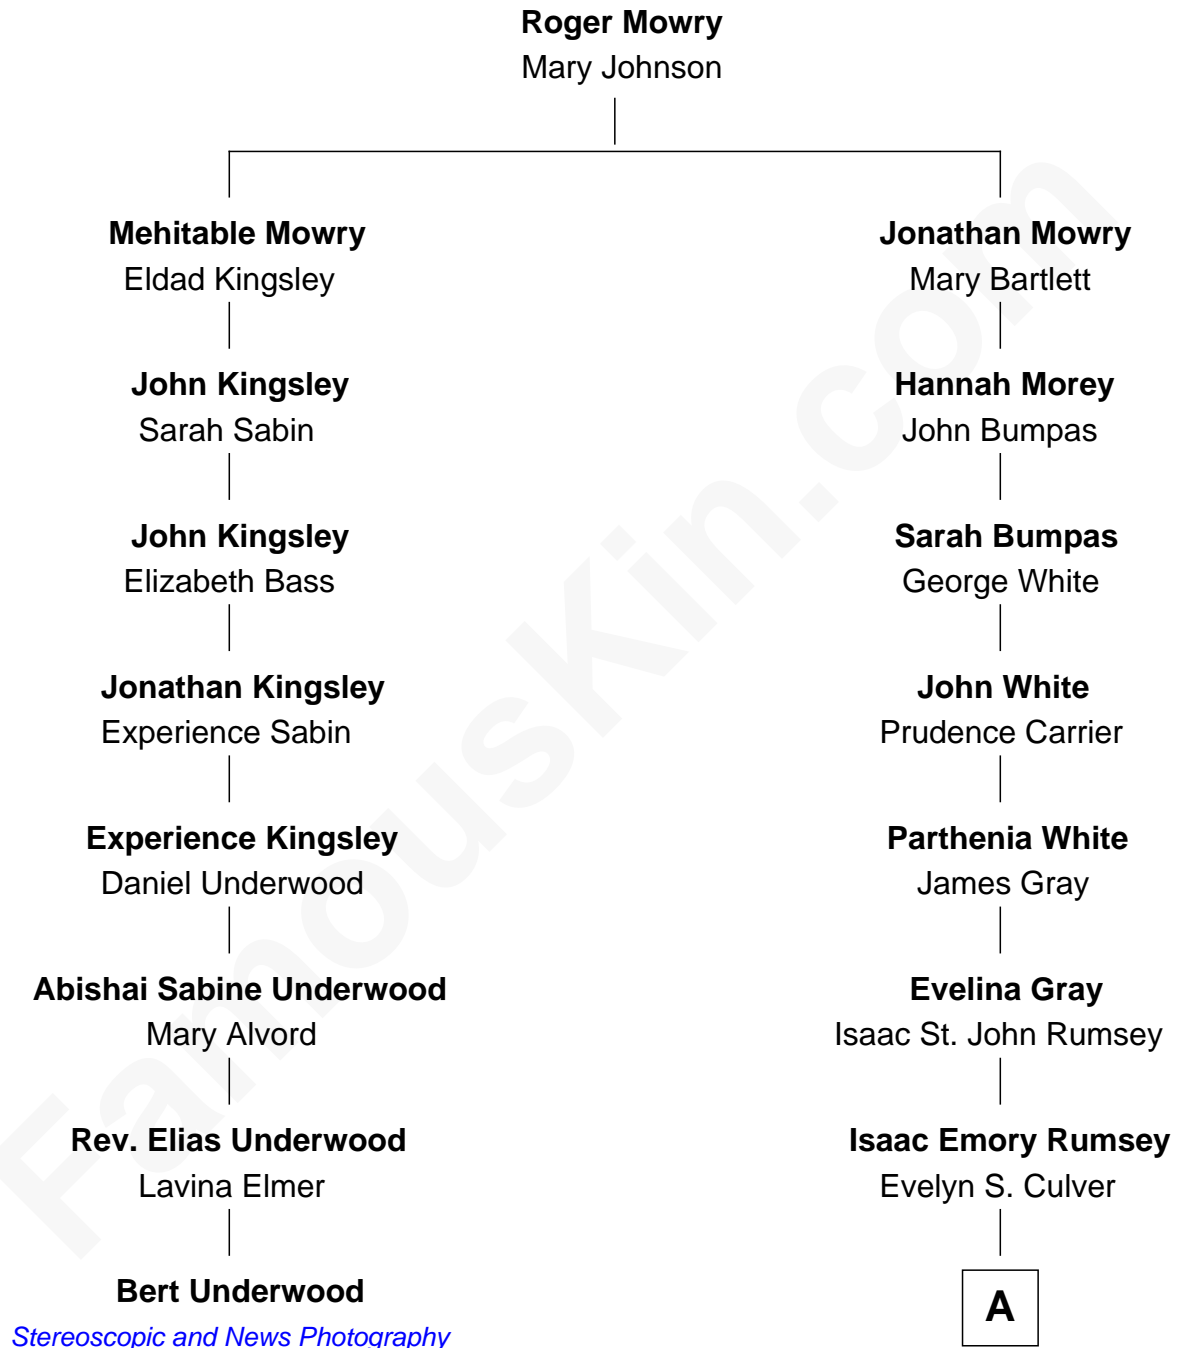 Roger Mowry
Mary Johnson
Mehitable Mowry
Eldad Kingsley
Jonathan Mowry
Mary Bartlett
John Kingsley
Sarah Sabin
Hannah Morey
John Bumpas
John Kingsley
Elizabeth Bass
Sarah Bumpas
George White
Jonathan Kingsley
Experience Sabin
John White
Prudence Carrier
Experience Kingsley
Daniel Underwood
Parthenia White
James Gray
Abishai Sabine Underwood
Mary Alvord
Evelina Gray
Isaac St. John Rumsey
Rev. Elias Underwood
Lavina Elmer
Isaac Emory Rumsey
Evelyn S. Culver
Bert Underwood
Stereoscopic and News Photography
A
FamousKin.com